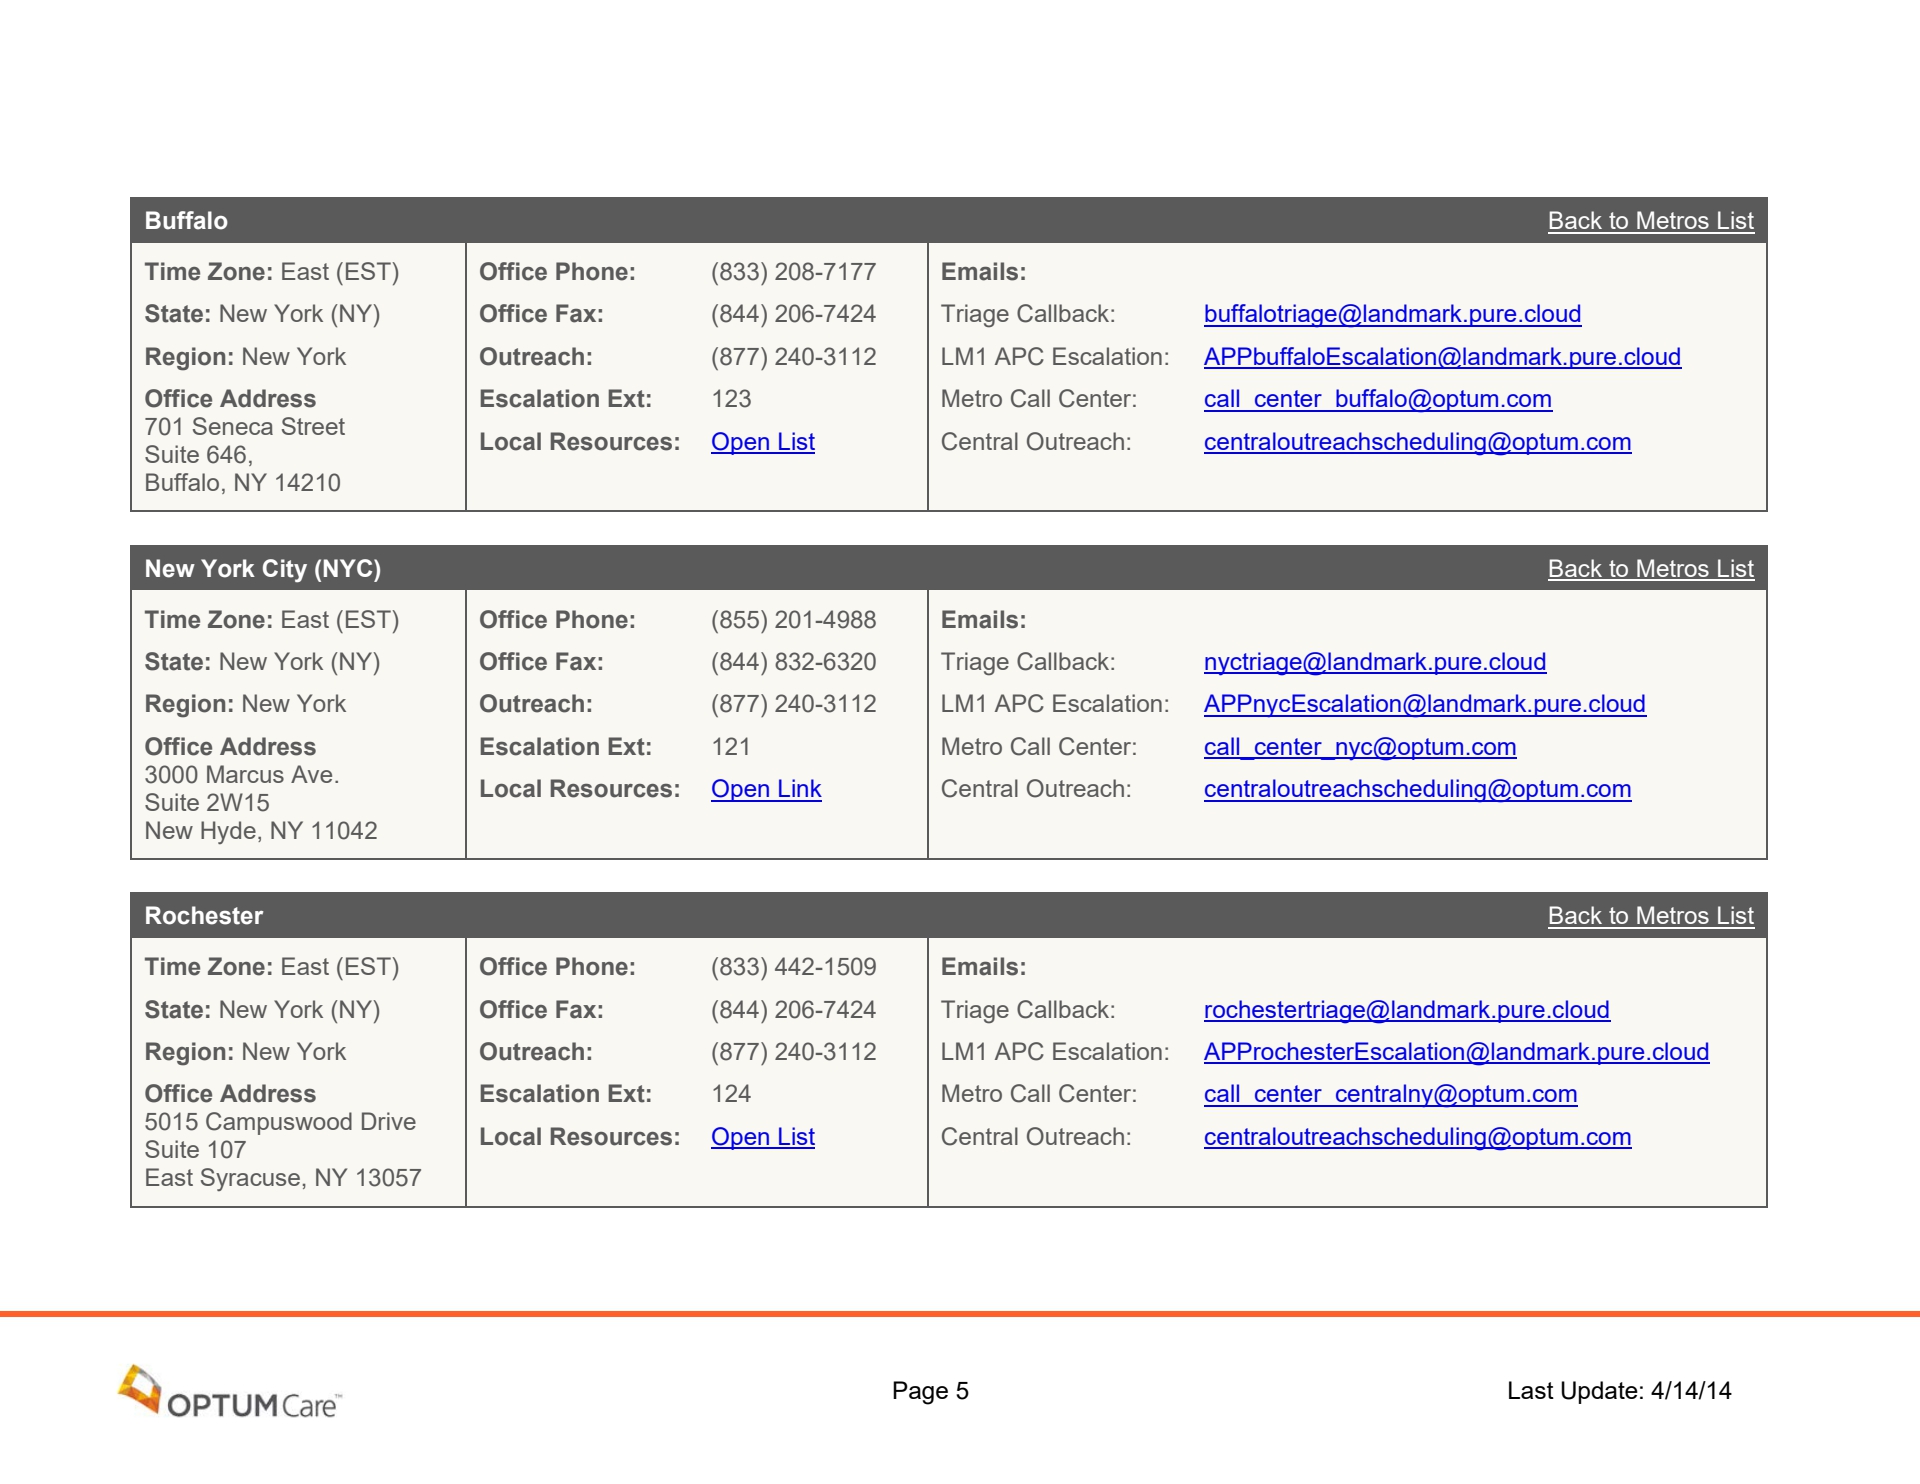 Buffalo Back to Metros List
Time Zone: East (EST)
State: New York (NY)
Region: New York
Office Address
701 Seneca Street
Suite 646,
Buffalo, NY 14210
Office Phone: (833) 208-7177
Office Fax: (844) 206-7424
Outreach: (877) 240-3112
Escalation Ext: 123
Local Resources: Open List
Emails:
Triage Callback: buffalotriage@landmark.pure.cloud
LM1 APC Escalation: APPbuffaloEscalation@landmark.pure.cloud
Metro Call Center: call_center_buffalo@optum.com
Central Outreach: centraloutreachscheduling@optum.com
New York City (NYC) Back to Metros List
Time Zone: East (EST)
State: New York (NY)
Region: New York
Office Address
3000 Marcus Ave.
Suite 2W15
New Hyde, NY 11042
Office Phone: (855) 201-4988
Office Fax: (844) 832-6320
Outreach: (877) 240-3112
Escalation Ext: 121
Local Resources: Open Link
Emails:
Triage Callback: nyctriage@landmark.pure.cloud
LM1 APC Escalation: APPnycEscalation@landmark.pure.cloud
Metro Call Center: call_center_nyc@optum.com
Central Outreach: centraloutreachscheduling@optum.com
Rochester Back to Metros List
Time Zone: East (EST)
State: New York (NY)
Region: New York
Office Address
5015 Campuswood Drive
Suite 107
East Syracuse, NY 13057
Office Phone: (833) 442-1509
Office Fax: (844) 206-7424
Outreach: (877) 240-3112
Escalation Ext: 124
Local Resources: Open List
Emails:
Triage Callback: rochestertriage@landmark.pure.cloud
LM1 APC Escalation: APProchesterEscalation@landmark.pure.cloud
Metro Call Center: call_center_centralny@optum.com
Central Outreach: centraloutreachscheduling@optum.com
OPTUM Care™
Page 5
Last Update: 4/14/14